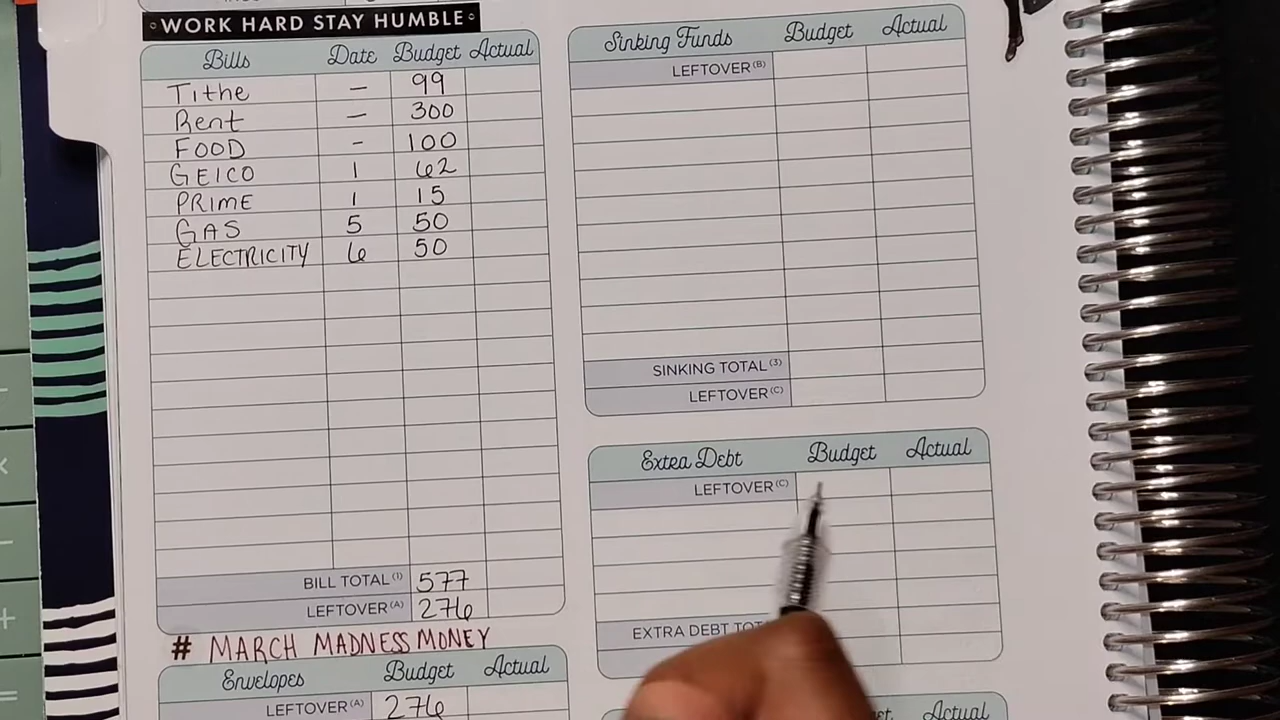 ◦WORK HARD STAY HUMBLE◦
Bills Date Budget Actual
Tithe – 99
Rent – 300
FOOD - 100
GEICO 1 62
PRIME 1 15
GAS 5 50
ELECTRICITY 6 50
BILL TOTAL(1) 577
LEFTOVER(A) 276
# MARCH MADNESS MONEY
Envelopes Budget Actual
LEFTOVER(A) 276
Sinking Funds Budget Actual
LEFTOVER(B)
SINKING TOTAL(3)
LEFTOVER(C)
Extra Debt Budget Actual
LEFTOVER(C)
EXTRA DEBT
Actual